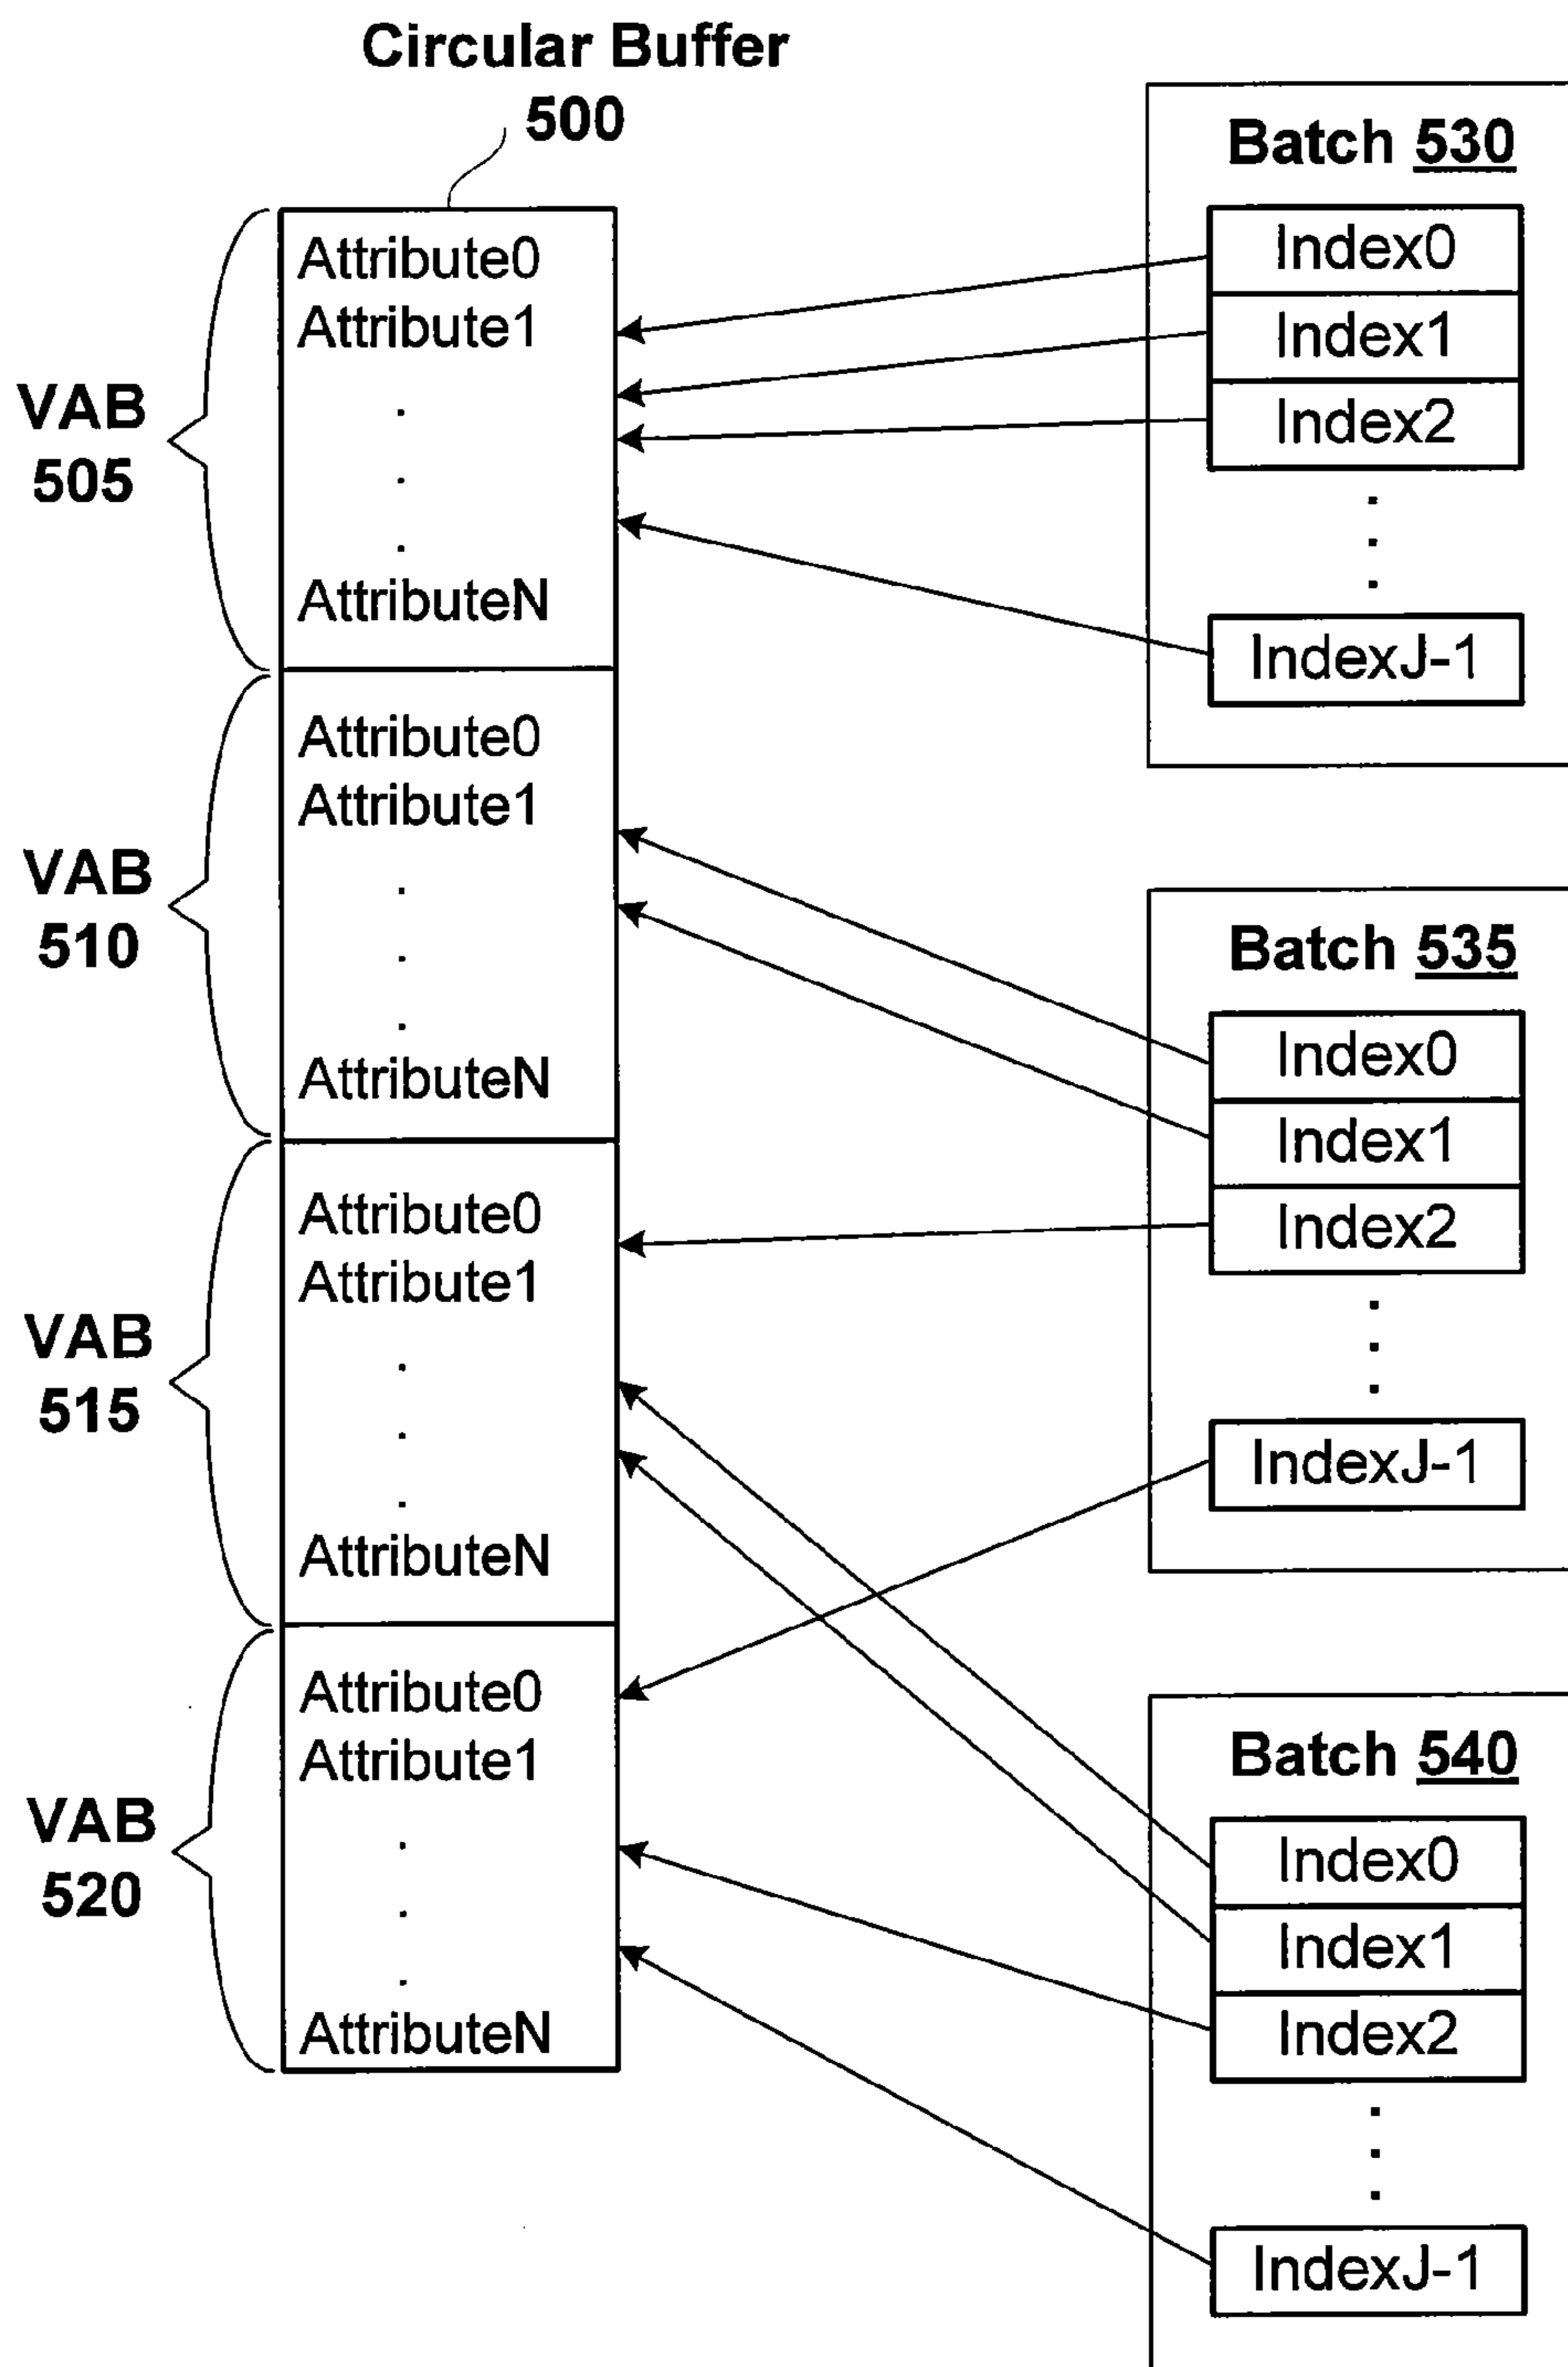 Circular Buffer
500
VAB
505
Attribute0
Attribute1
.
.
.
AttributeN
VAB
510
Attribute0
Attribute1
.
.
.
AttributeN
VAB
515
Attribute0
Attribute1
.
.
.
AttributeN
VAB
520
Attribute0
Attribute1
.
.
.
AttributeN
Batch 530
Index0
Index1
Index2
.
.
.
IndexJ-1
Batch 535
Index0
Index1
Index2
.
.
.
IndexJ-1
Batch 540
Index0
Index1
Index2
.
.
.
IndexJ-1